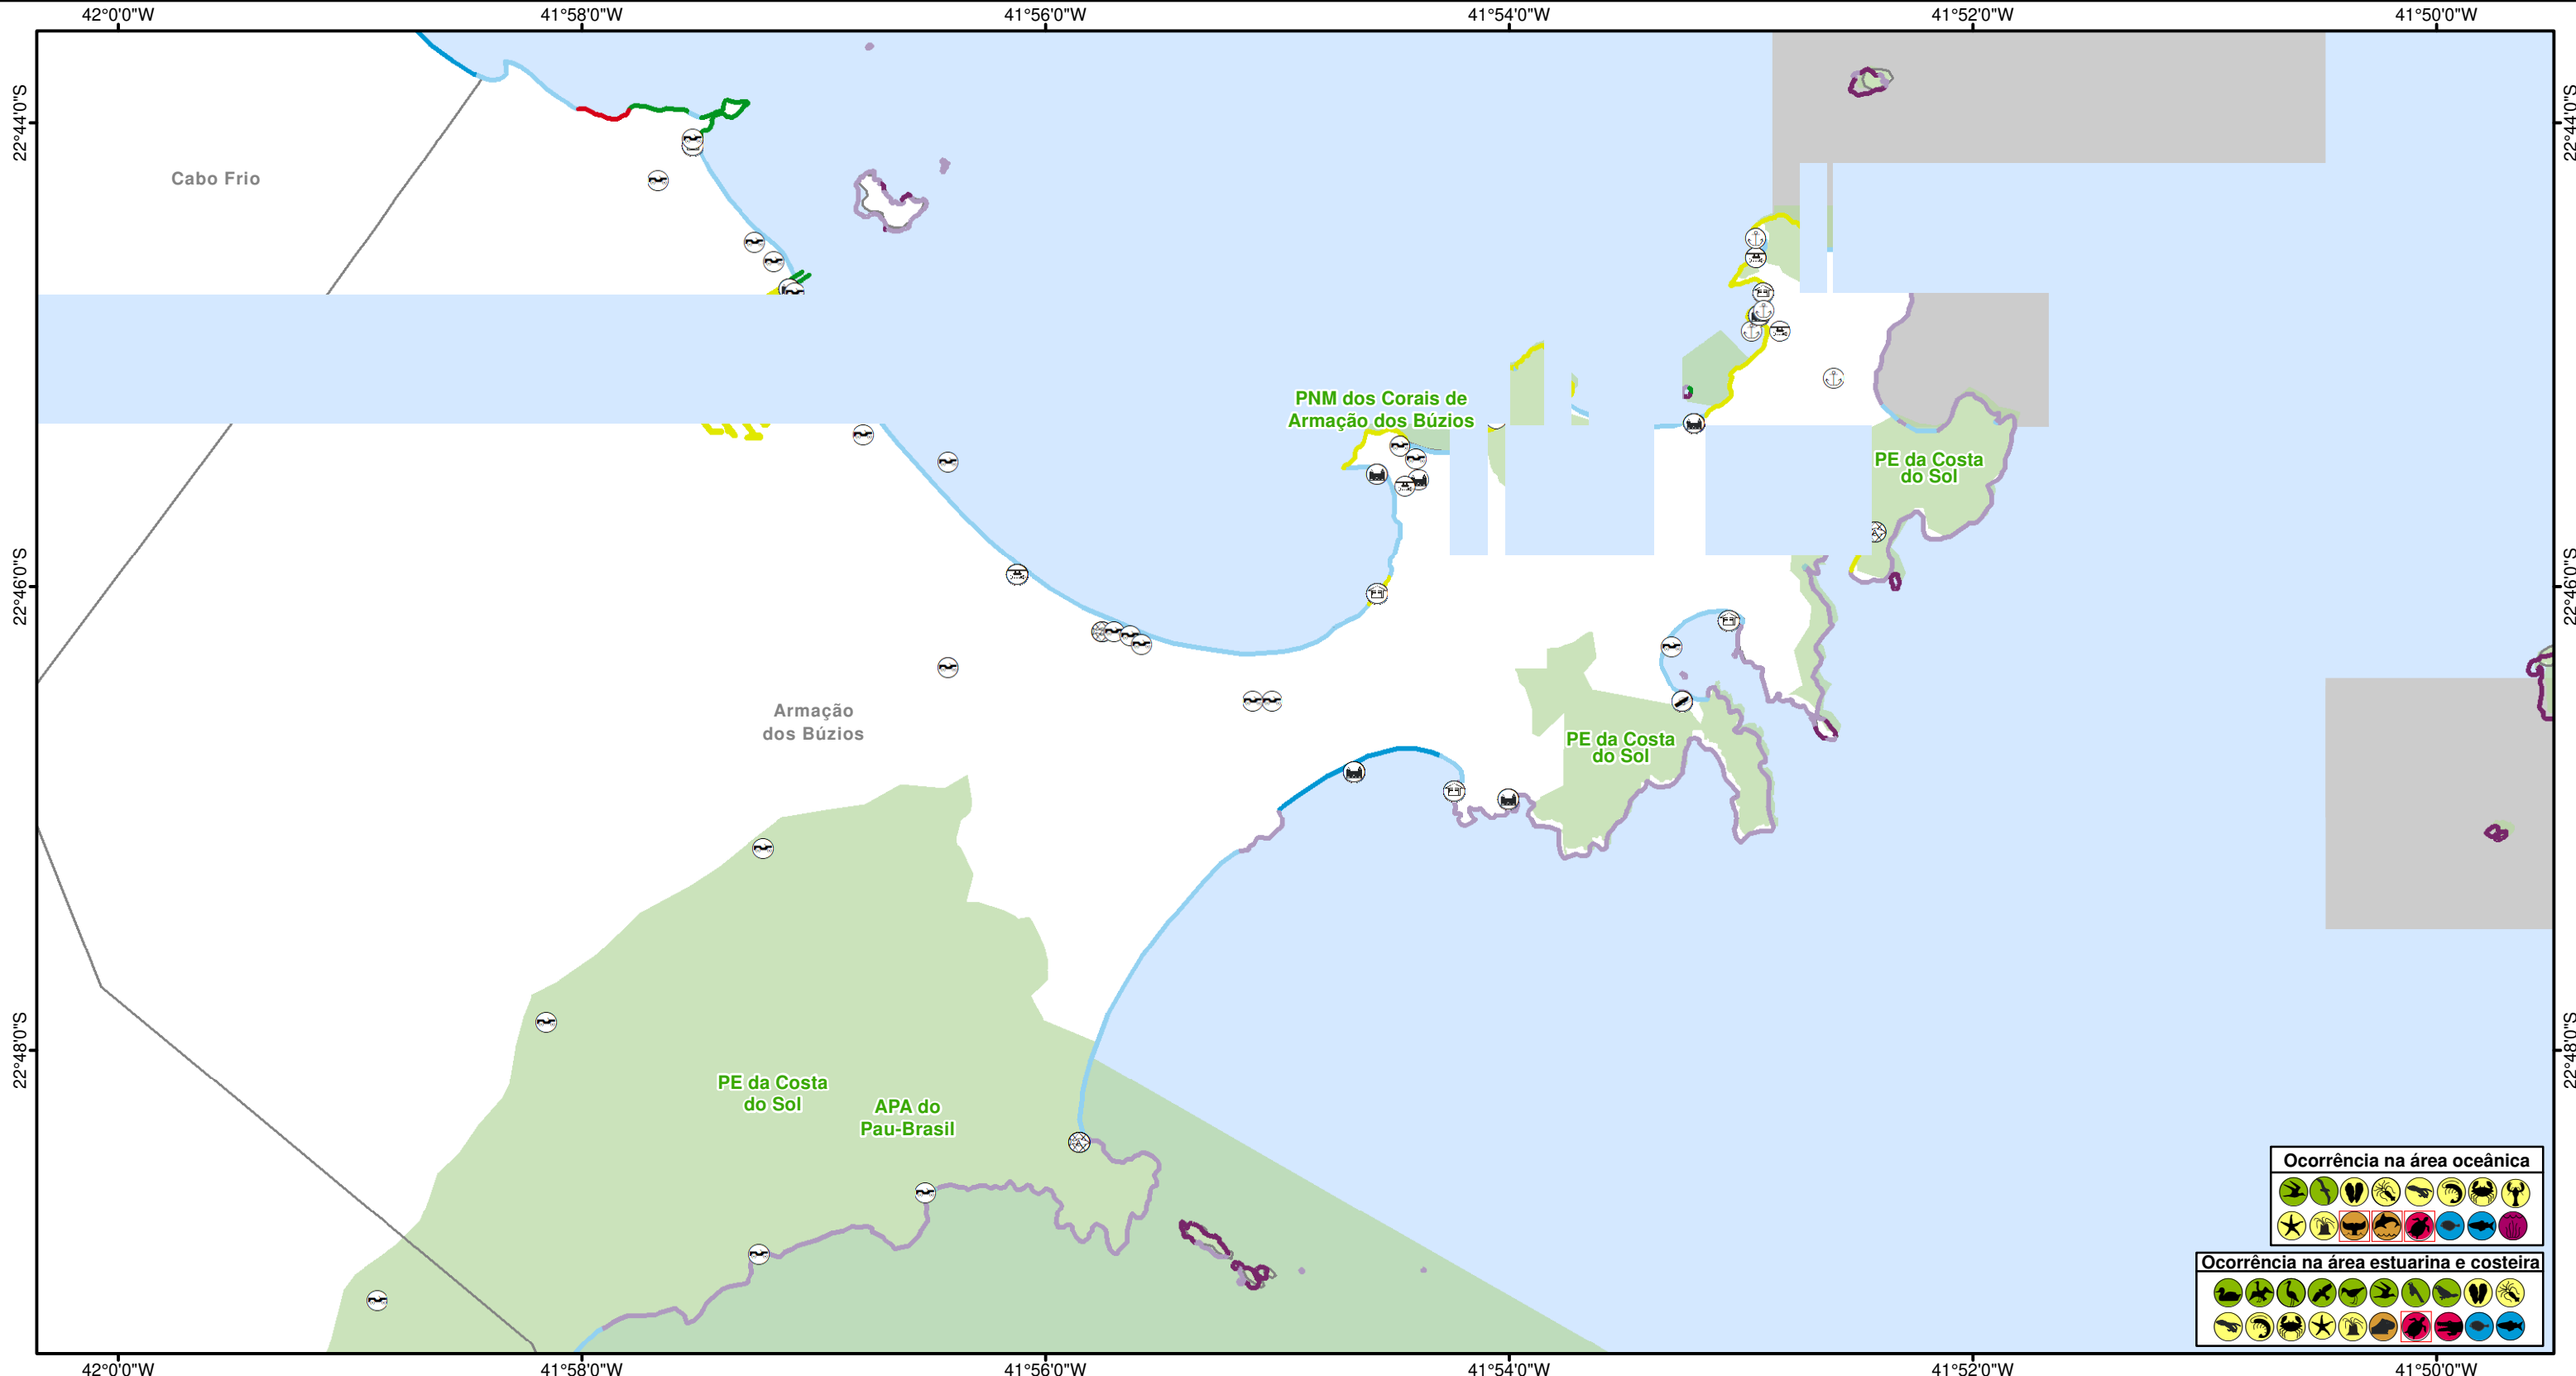 42°0'0"W 41°58'0"W 41°56'0"W 41°54'0"W 41°52'0"W 41°50'0"W
22°44'0"S 22°44'0"S
Cabo Frio
PNM dos Corais de
Armação dos Búzios
PE da Costa
do Sol
22°46'0"S 22°46'0"S
Armação
dos Búzios
PE da Costa
do Sol
22°48'0"S 22°48'0"S
PE da Costa
do Sol
APA do
Pau-Brasil
Ocorrência na área oceânica
Ocorrência na área estuarina e costeira
42°0'0"W 41°58'0"W 41°56'0"W 41°54'0"W 41°52'0"W 41°50'0"W